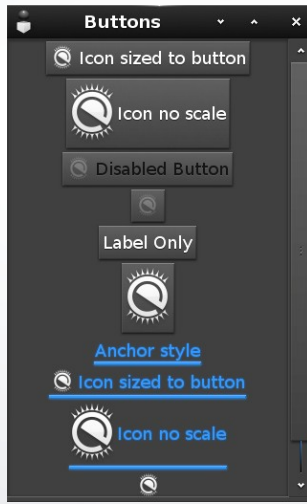 Buttons
Icon sized to button
Icon no scale
Disabled Button
Label Only
Anchor style
Icon sized to button
Icon no scale